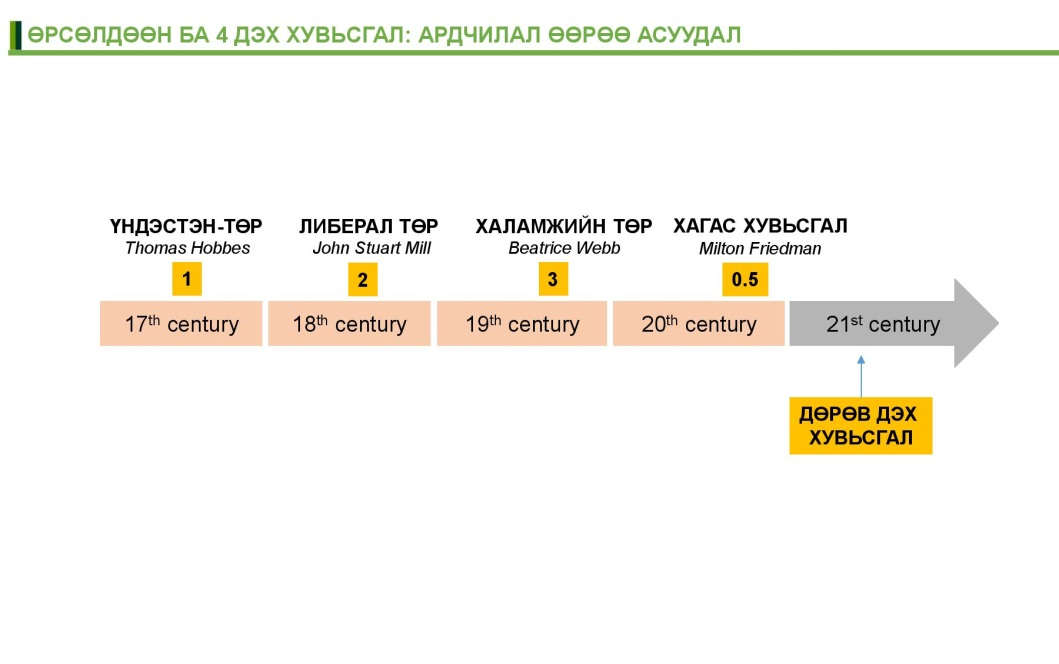 ӨРСӨЛДӨӨН БА 4 ДЭХ ХУВЬСГАЛ: АРДЧИЛАЛ ӨӨРӨӨ АСУУДАЛ
ҮНДЭСТЭН-ТӨР
Thomas Hobbes
1
17th century
ЛИБЕРАЛ ТӨР
John Stuart Mill
2
18th century
ХАЛАМЖИЙН ТӨР
Beatrice Webb
3
19th century
ХАГАС ХУВЬСГАЛ
Milton Friedman
0.5
20th century
21st century
ДӨРӨВ ДЭХ
ХУВЬСГАЛ